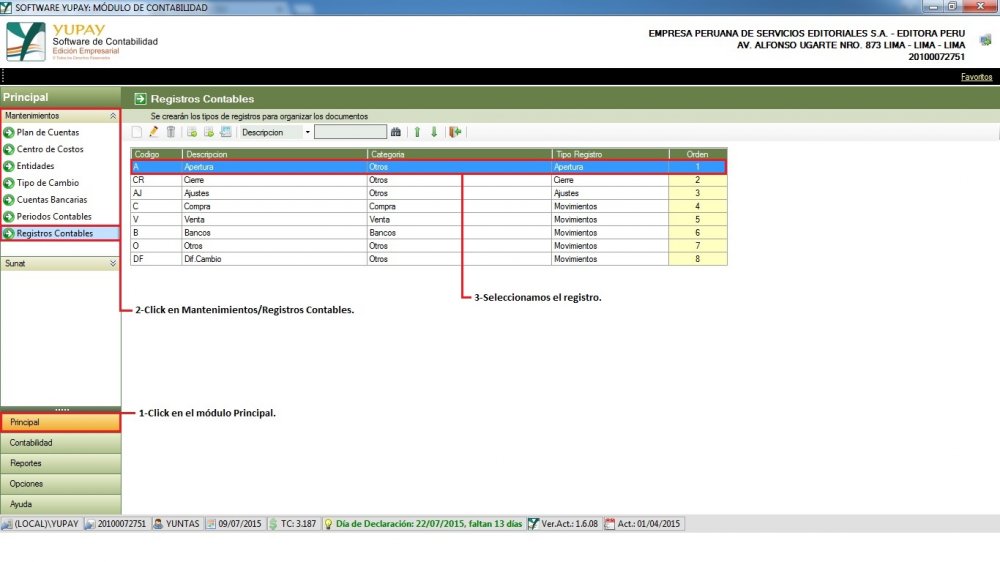 SOFTWARE YUPAY: MÓDULO DE CONTABILIDAD
YUPAY
Software de Contabilidad
Edición Empresarial
© Todos los Derechos Reservados
EMPRESA PERUANA DE SERVICIOS EDITORIALES S.A. - EDITORA PERU
AV. ALFONSO UGARTE NRO. 873 LIMA - LIMA - LIMA
20100072751
Favoritos
Principal
Mantenimientos
Plan de Cuentas
Centro de Costos
Entidades
Tipo de Cambio
Cuentas Bancarias
Periodos Contables
Registros Contables
Sunat
Registros Contables
Se crearán los tipos de registros para organizar los documentos
Descripcion
Codigo Descripcion Categoria Tipo Registro Orden
A Apertura Otros Apertura 1
CR Cierre Otros Cierre 2
AJ Ajustes Otros Ajustes 3
C Compra Compra Movimientos 4
V Venta Venta Movimientos 5
B Bancos Bancos Movimientos 6
O Otros Otros Movimientos 7
DF Dif.Cambio Otros Movimientos 8
3-Seleccionamos el registro.
2-Click en Mantenimientos/Registros Contables.
1-Click en el módulo Principal.
Principal
Contabilidad
Reportes
Opciones
Ayuda
(LOCAL)\YUPAY 20100072751 YUNTAS 09/07/2015 TC: 3.187 Día de Declaración: 22/07/2015, faltan 13 días Ver.Act.: 1.6.08 Act.: 01/04/2015